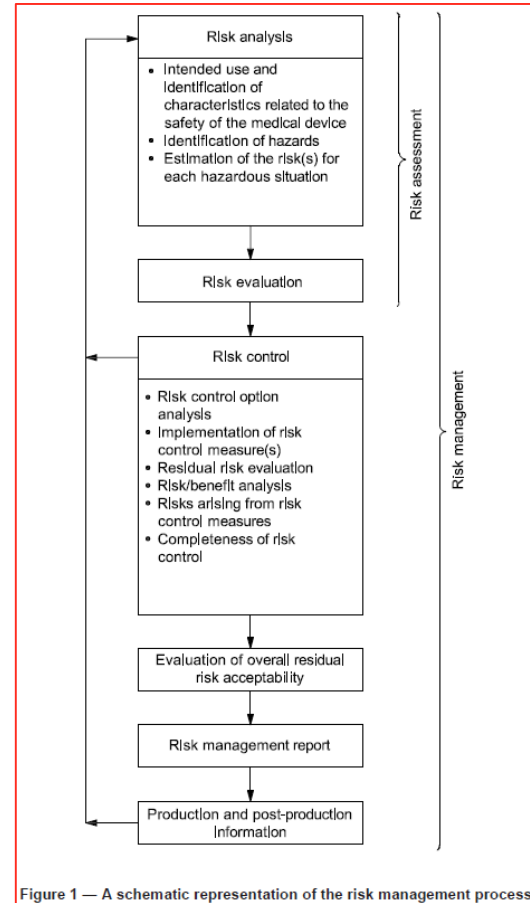 Risk analysis
• Intended use and
identification of
characteristics related to the
safety of the medical device
• Identification of hazards
• Estimation of the risk(s) for
each hazardous situation
Risk assessment
Risk evaluation
Risk control
• Risk control option
analysis
• Implementation of risk
control measure(s)
• Residual risk evaluation
• Risk/benefit analysis
• Risks arising from risk
control measures
• Completeness of risk
control
Risk management
Evaluation of overall residual
risk acceptability
Risk management report
Production and post-production
information
Figure 1 — A schematic representation of the risk management process